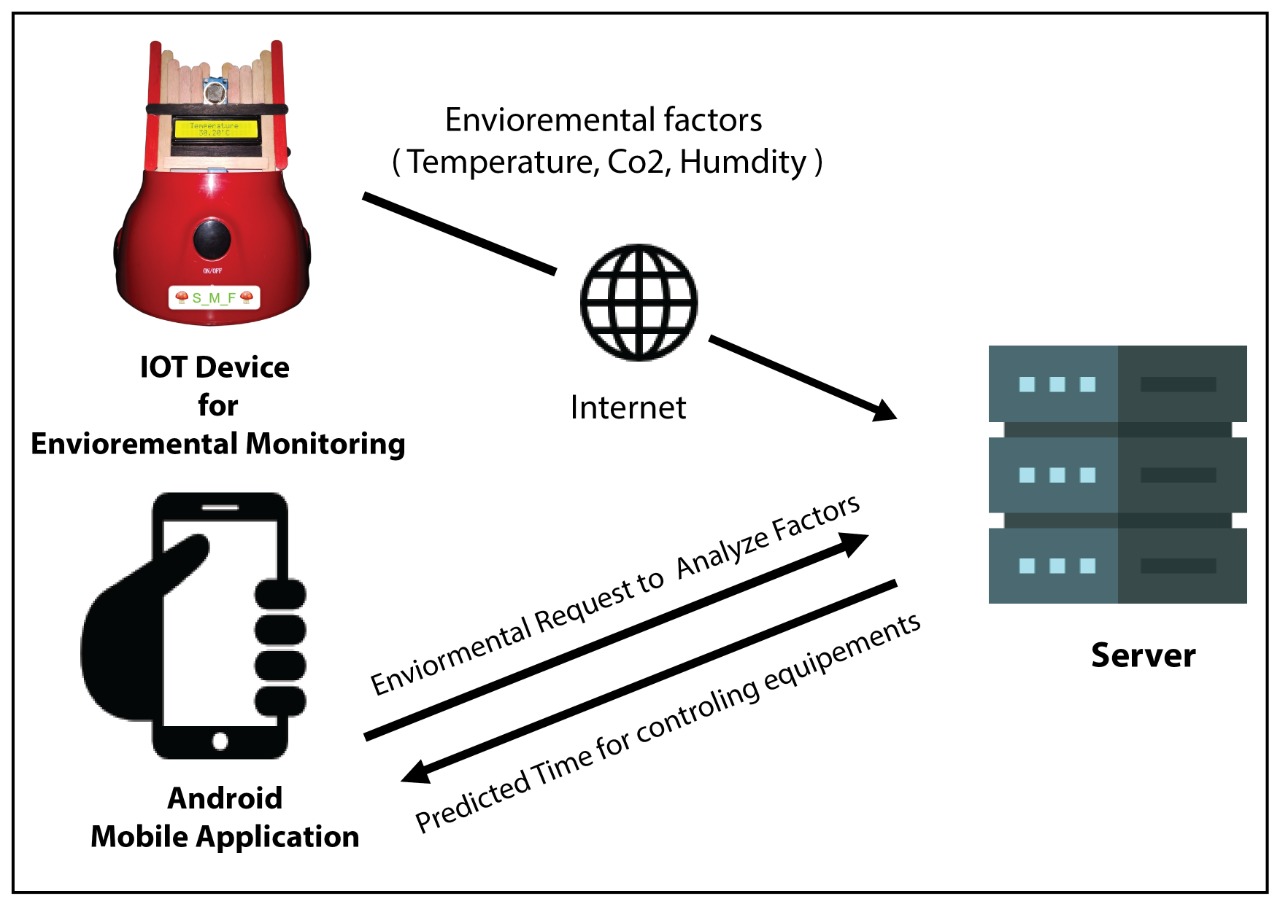 Envioremental factors
( Temperature, Co2, Humdity )
Temperature
30.20°C
ON/OFF
S_M_F
IOT Device
for
Envioremental Monitoring
Internet
Enviormental Request to Analyze Factors
Predicted Time for controling equipements
Server
Android
Mobile Application